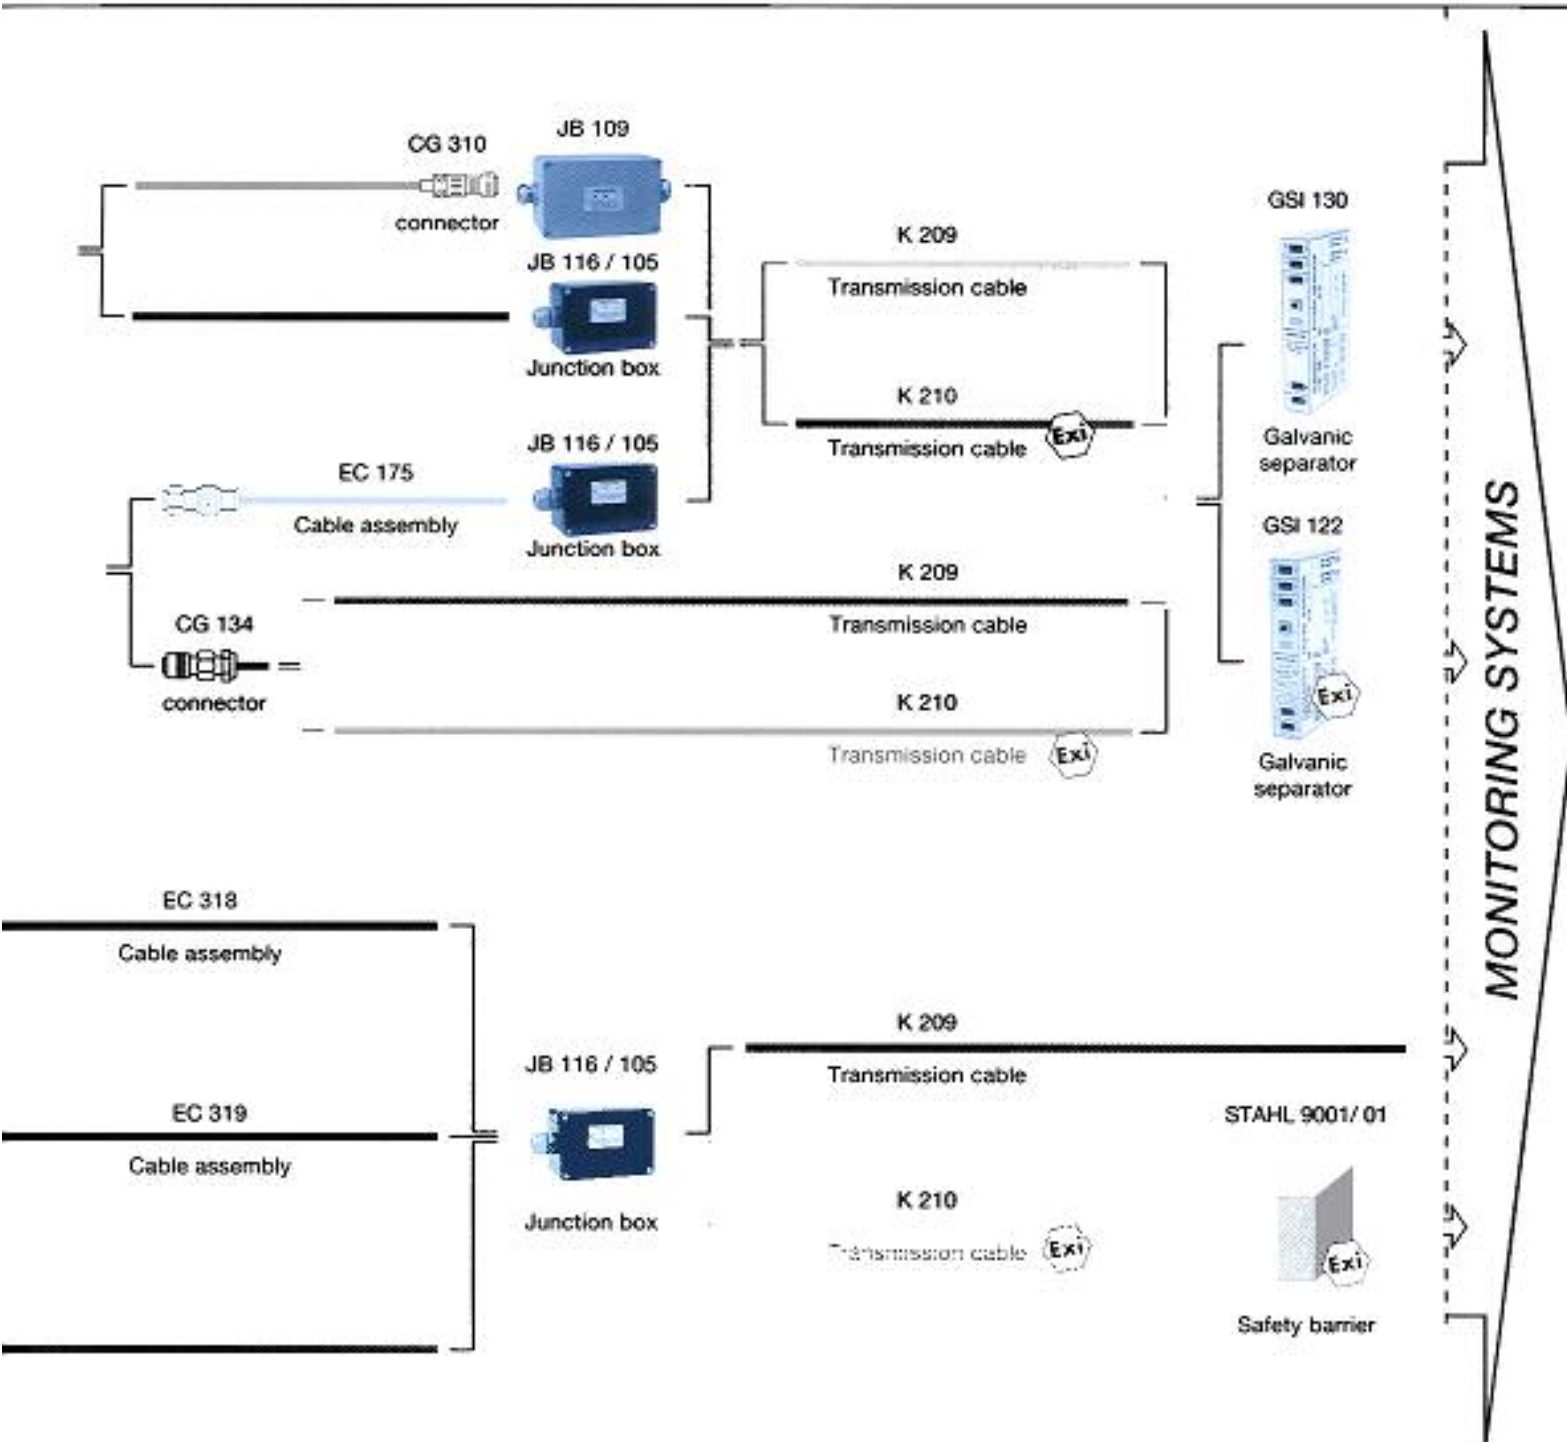 CG 310
connector
JB 109
JB 116 / 105
Junction box
K 209
Transmission cable
K 210
Transmission cable
Exi
GSI 130
Galvanic
separator
EC 175
Cable assembly
JB 116 / 105
Junction box
CG 134
connector
K 209
Transmission cable
K 210
Transmission cable
Exi
GSI 122
Exi
Galvanic
separator
EC 318
Cable assembly
EC 319
Cable assembly
JB 116 / 105
Junction box
K 209
Transmission cable
K 210
Transmission cable
Exi
STAHL 9001/ 01
Exi
Safety barrier
MONITORING SYSTEMS